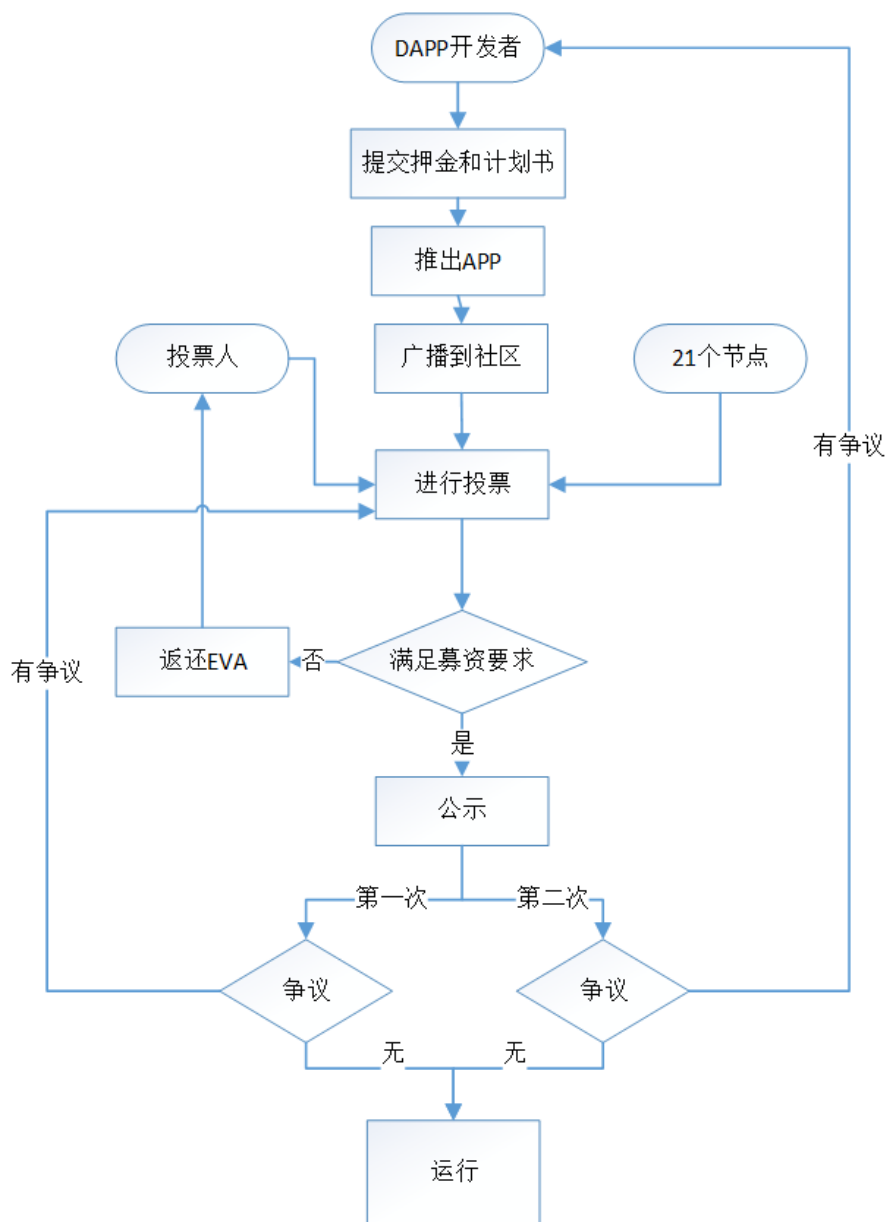 DAPP开发者
提交押金和计划书
推出APP
投票人
广播到社区
21个节点
有争议
进行投票
有争议
返还EVA
否
满足募资要求
是
公示
第一次
第二次
争议
争议
无
无
运行